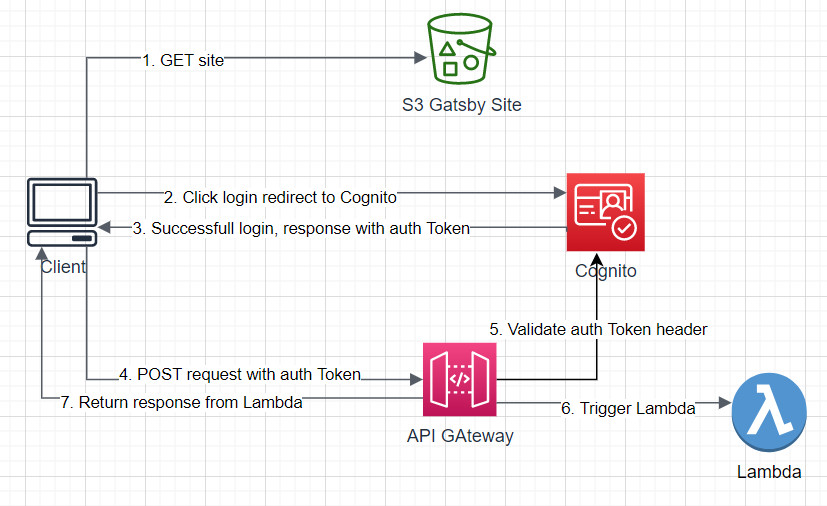 1. GET site
S3 Gatsby Site
2. Click login redirect to Cognito
3. Successfull login, response with auth Token
Client
Cognito
5. Validate auth Token header
4. POST request with auth Token
7. Return response from Lambda
6. Trigger Lambda
API GAteway
Lambda